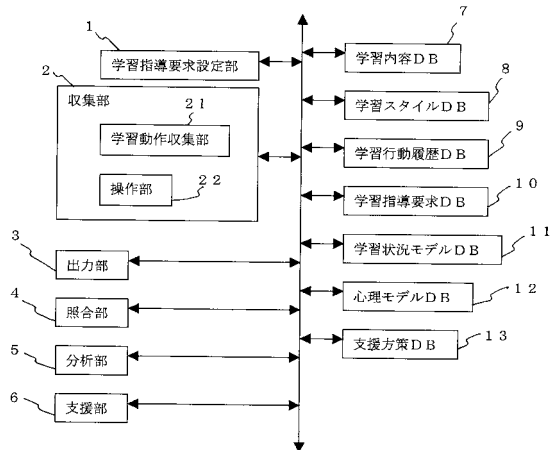 1
学習指導要求設定部
2
収集部
21
学習動作収集部
操作部
22
3
出力部
4
照合部
5
分析部
6
支援部
7
学習内容DB
8
学習スタイルDB
9
学習行動履歴DB
10
学習指導要求DB
11
学習状況モデルDB
12
心理モデルDB
13
支援方策DB